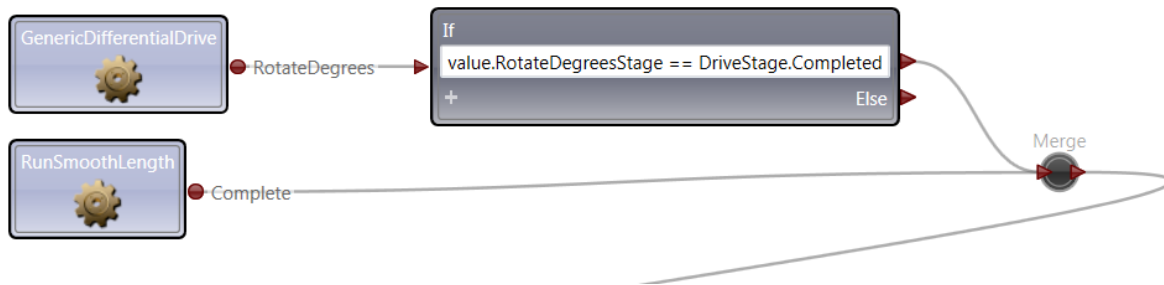 GenericDifferentialDrive
RotateDegrees
If
value.RotateDegreesStage == DriveStage.Completed
+
Else
Merge
RunSmoothLength
Complete